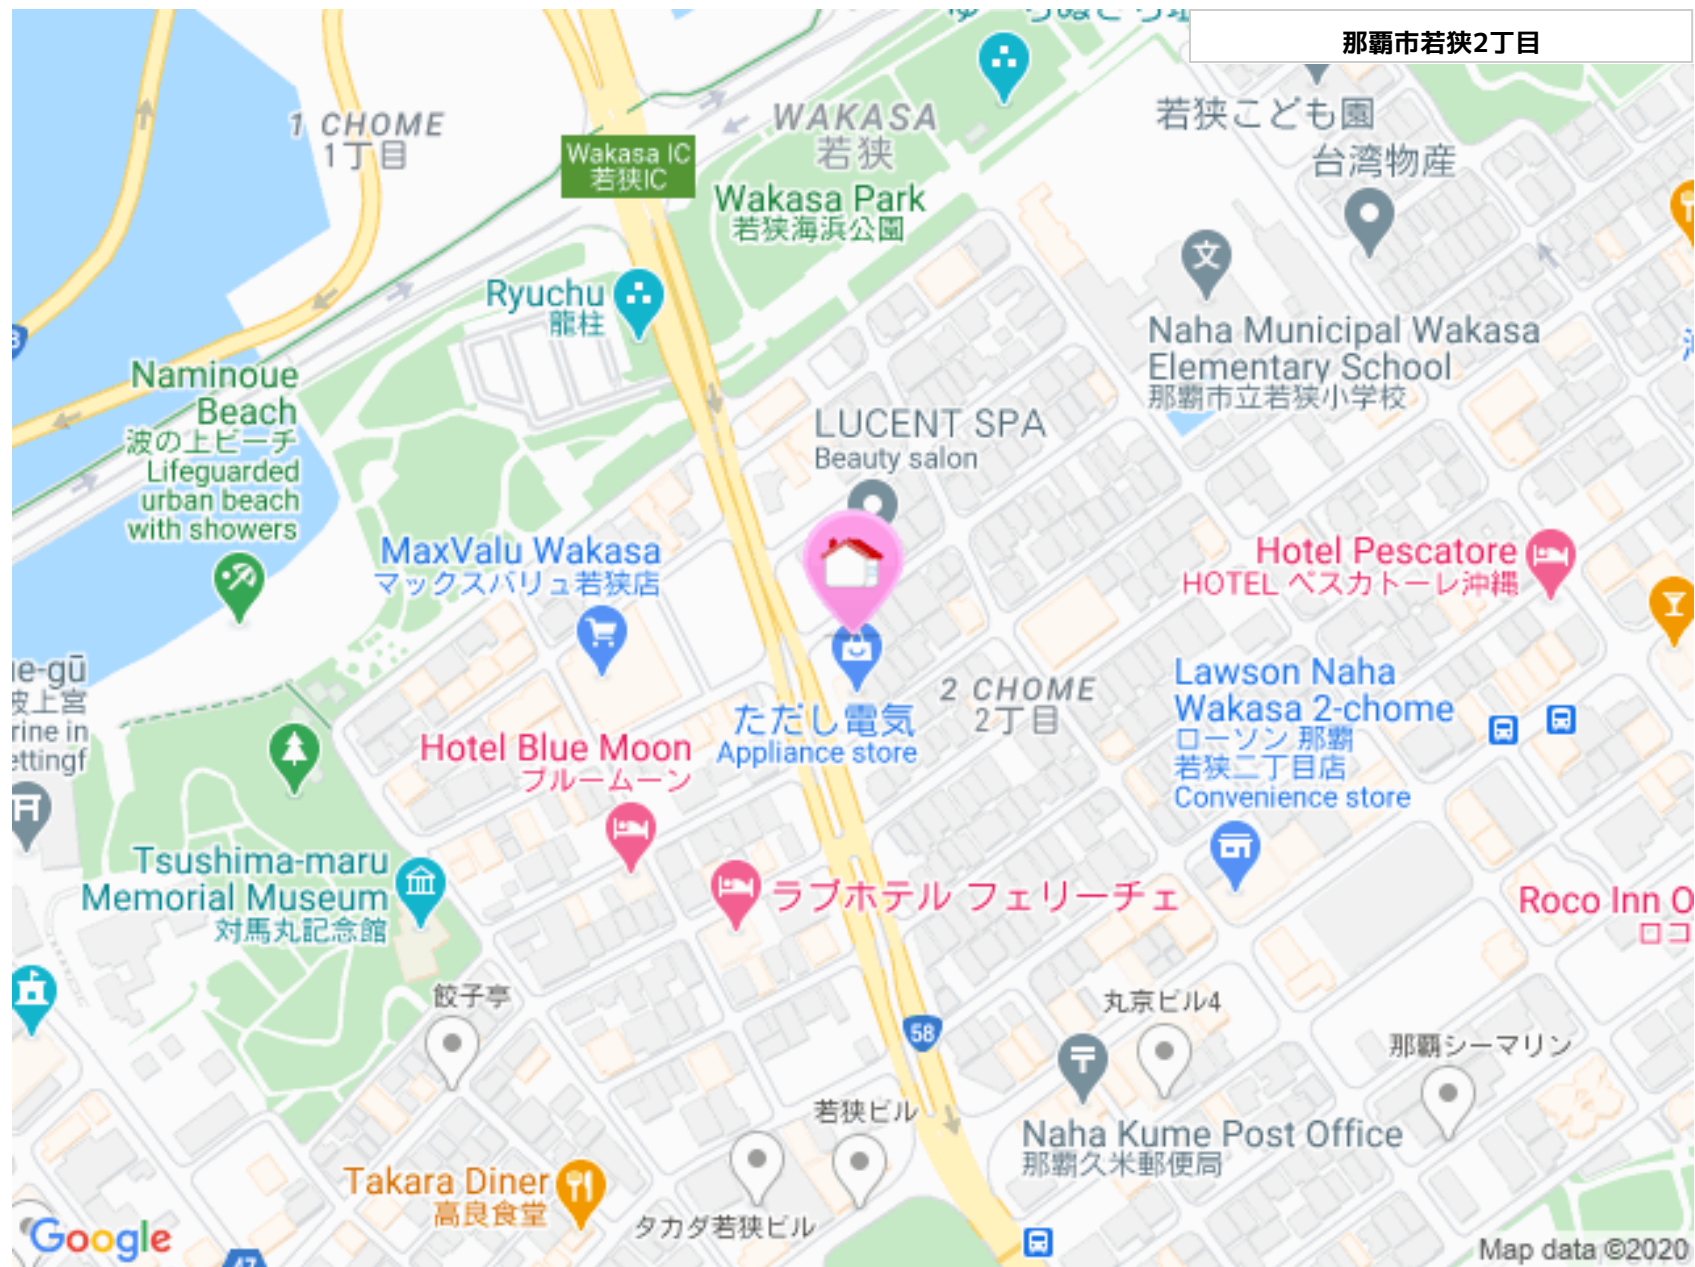 那覇市若狭2丁目
1 CHOME
1丁目
Wakasa IC
若狭IC
WAKASA
若狭
Wakasa Park
若狭海浜公園
若狭こども園
台湾物産
Ryuchu
龍柱
Naha Municipal Wakasa
Elementary School
那覇市立若狭小学校
Naminoue
Beach
波の上ビーチ
Lifeguarded
urban beach
with showers
LUCENT SPA
Beauty salon
MaxValu Wakasa
マックスバリュ若狭店
Hotel Pescatore
HOTEL ペスカトーレ沖縄
e-gū
波上宮
rine in
ettingf
2 CHOME
2丁目
Lawson Naha
Wakasa 2-chome
ローソン 那覇
若狭二丁目店
Convenience store
ただし電気
Appliance store
Hotel Blue Moon
ブルームーン
Tsushima-maru
Memorial Museum
対馬丸記念館
ラブホテル フェリーチェ
Roco Inn O
ロコ
餃子亭
58
丸京ビル4
那覇シーマリン
若狭ビル
Naha Kume Post Office
那覇久米郵便局
Takara Diner
高良食堂
タカダ若狭ビル
Google
47
Map data ©2020